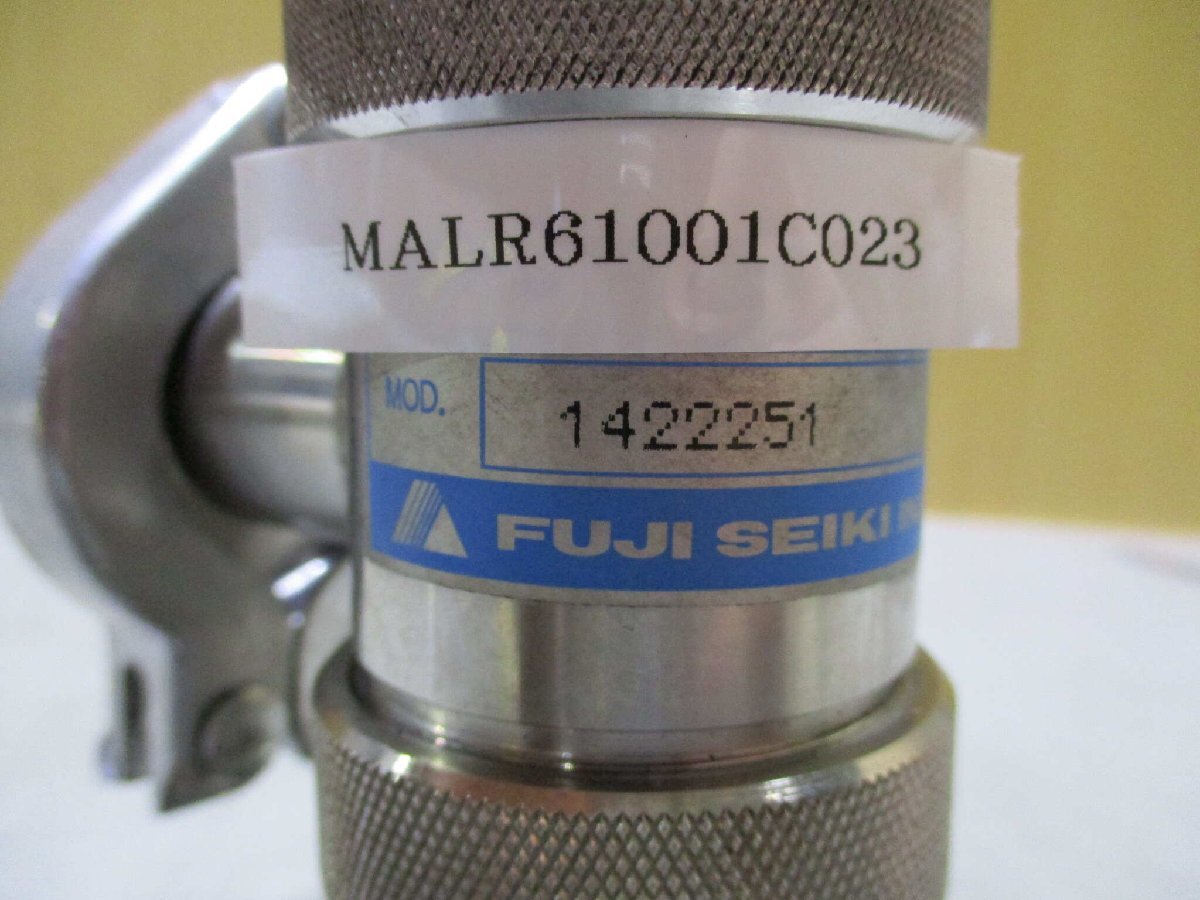 MALR61001C023
MOD. 1422251
FUJI SEIKI